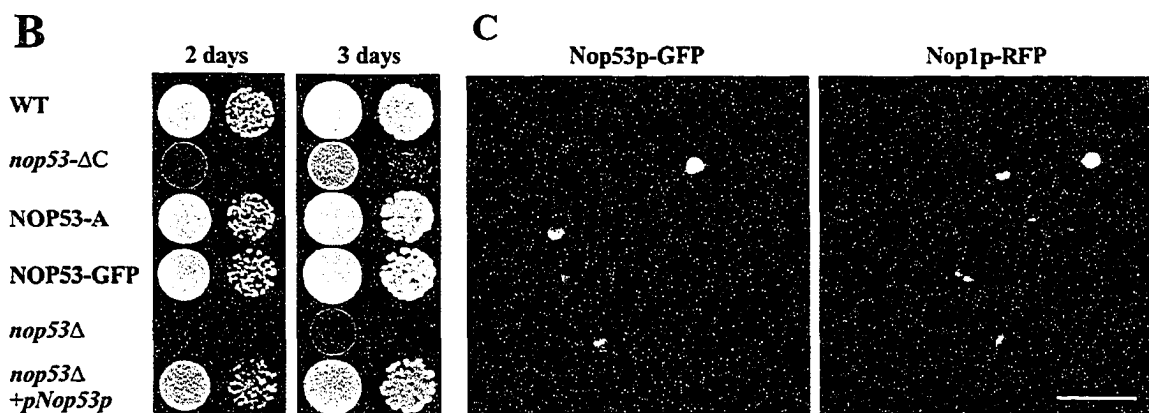 B
2 days
3 days
WT
nop53-ΔC
NOP53-A
NOP53-GFP
nop53Δ
nop53Δ
+pNop53p
C
Nop53p-GFP
Nop1p-RFP